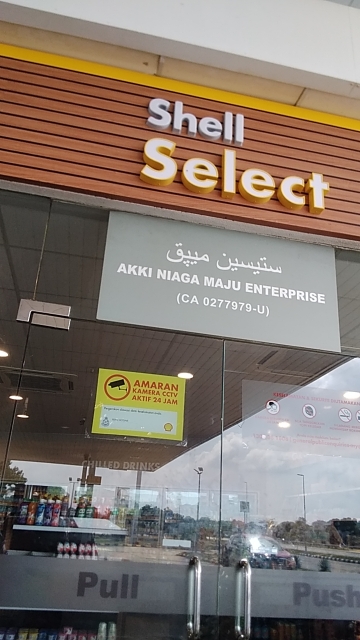 Shell
Select
ستيسين ميڤق
AKKI NIAGA MAJU ENTERPRISE
(CA 0277979-U)
AMARAN
KAMERA CCTV
AKTIF 24 JAM
CHILLED DRINKS
Pull
Push